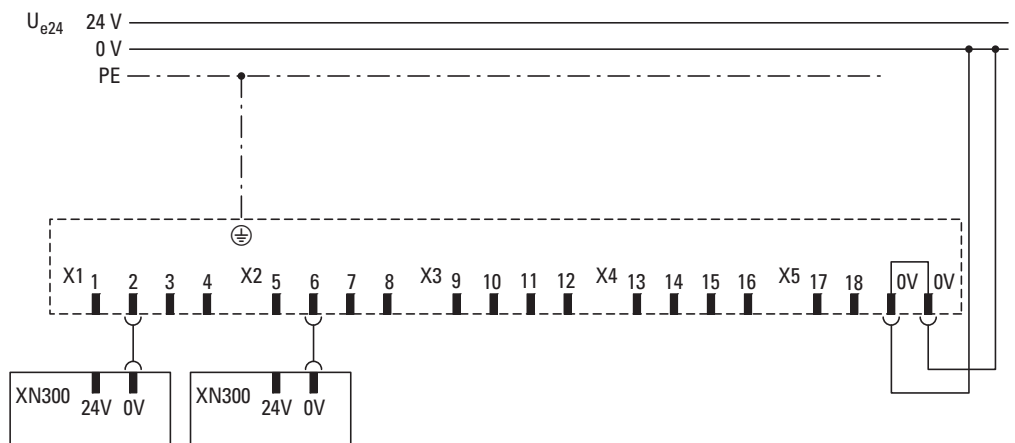 Ue24 24 V
0 V
PE
X1 1 2 3 4 X2 5 6 7 8 X3 9 10 11 12 X4 13 14 15 16 X5 17 18 0V 0V
XN300 24V 0V XN300 24V 0V